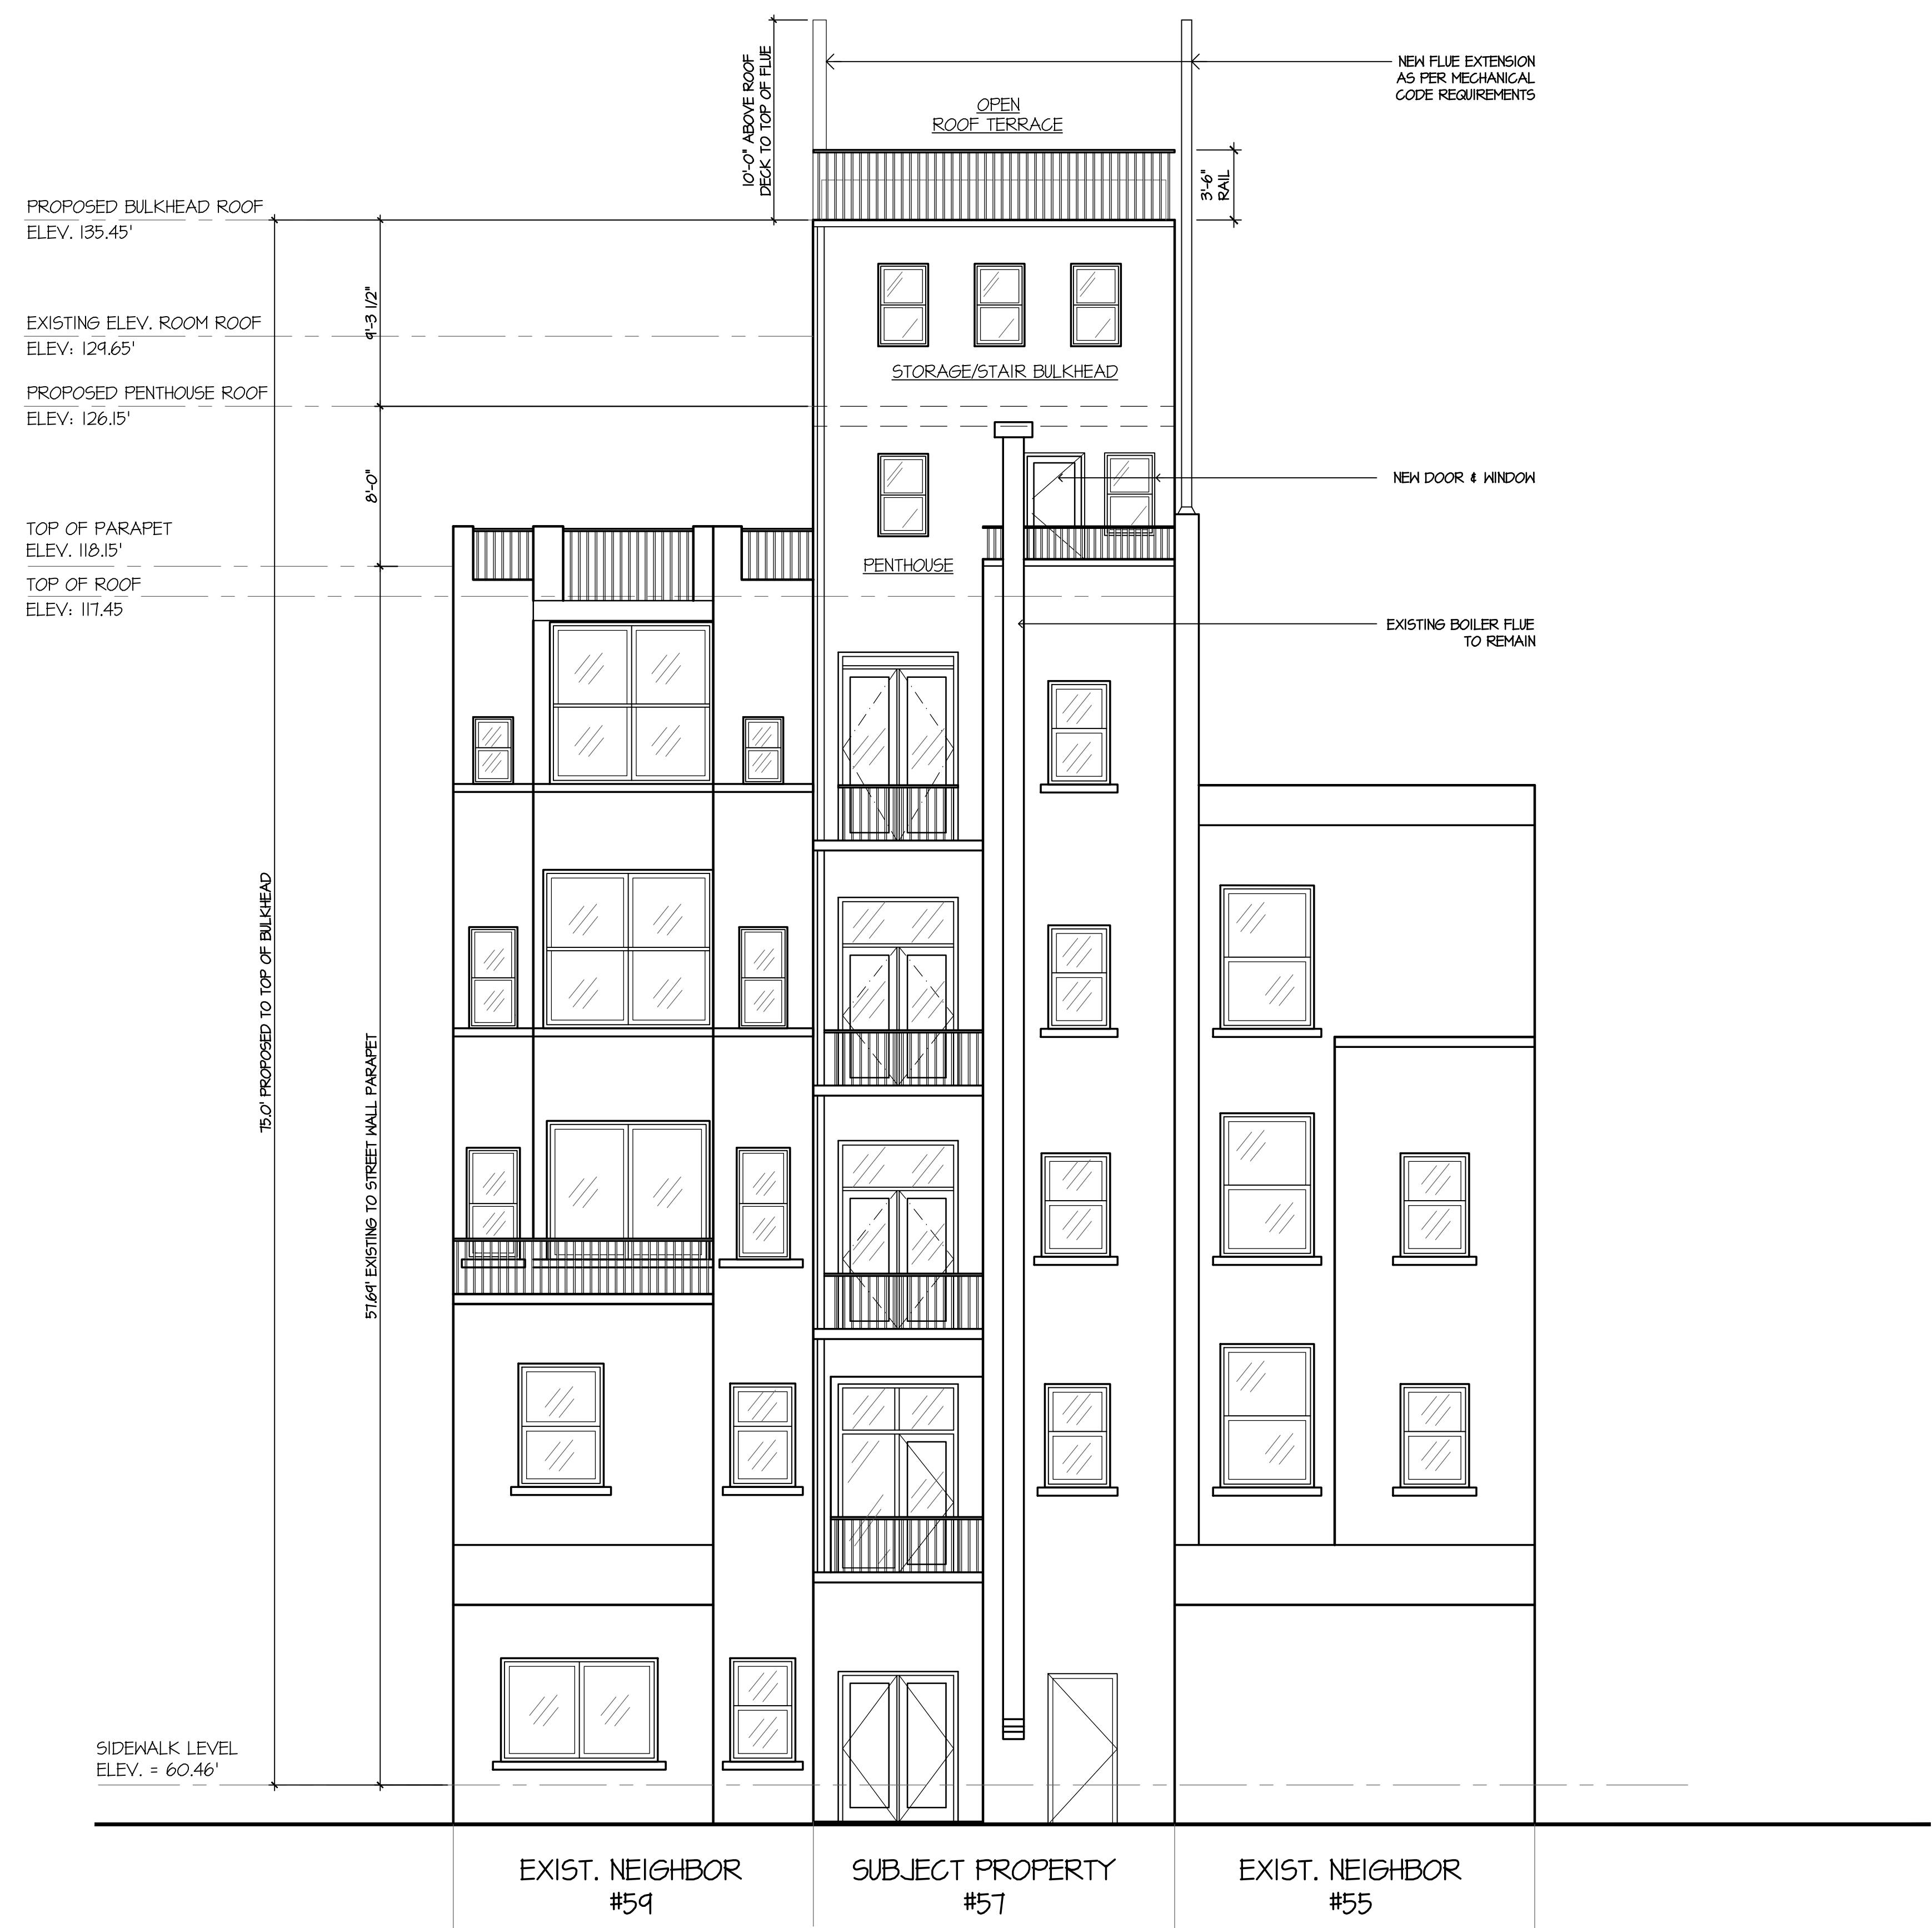 10'-0" ABOVE ROOF
DECK TO TOP OF FLUE
NEW FLUE EXTENSION
AS PER MECHANICAL
CODE REQUIREMENTS
OPEN
ROOF TERRACE
3'-6"
RAIL
PROPOSED BULKHEAD ROOF
ELEV. 135.45'
9'-3 1/2"
EXISTING ELEV. ROOM ROOF
ELEV: 129.65'
STORAGE/STAIR BULKHEAD
PROPOSED PENTHOUSE ROOF
ELEV: 126.15'
8'-0"
NEW DOOR & WINDOW
TOP OF PARAPET
ELEV. 118.15'
PENTHOUSE
TOP OF ROOF
ELEV: 117.45
EXISTING BOILER FLUE
TO REMAIN
75.0' PROPOSED TO TOP OF BULKHEAD
57.69' EXISTING TO STREET WALL PARAPET
SIDEWALK LEVEL
ELEV. = 60.46'
EXIST. NEIGHBOR
#59
SUBJECT PROPERTY
#57
EXIST. NEIGHBOR
#55